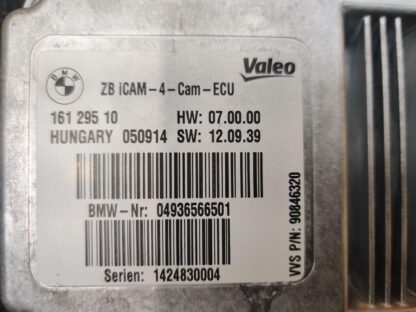 BMW
ZB iCAM-4-Cam-ECU
Valeo
161 295 10 HW: 07.00.00
HUNGARY 050914 SW: 12.09.39
BMW-Nr: 04936566501
Serien: 1424830004
VVS P/N: 90846320